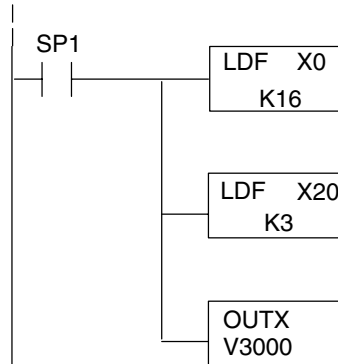 SP1
LDF X0
K16
LDF X20
K3
OUTX
V3000